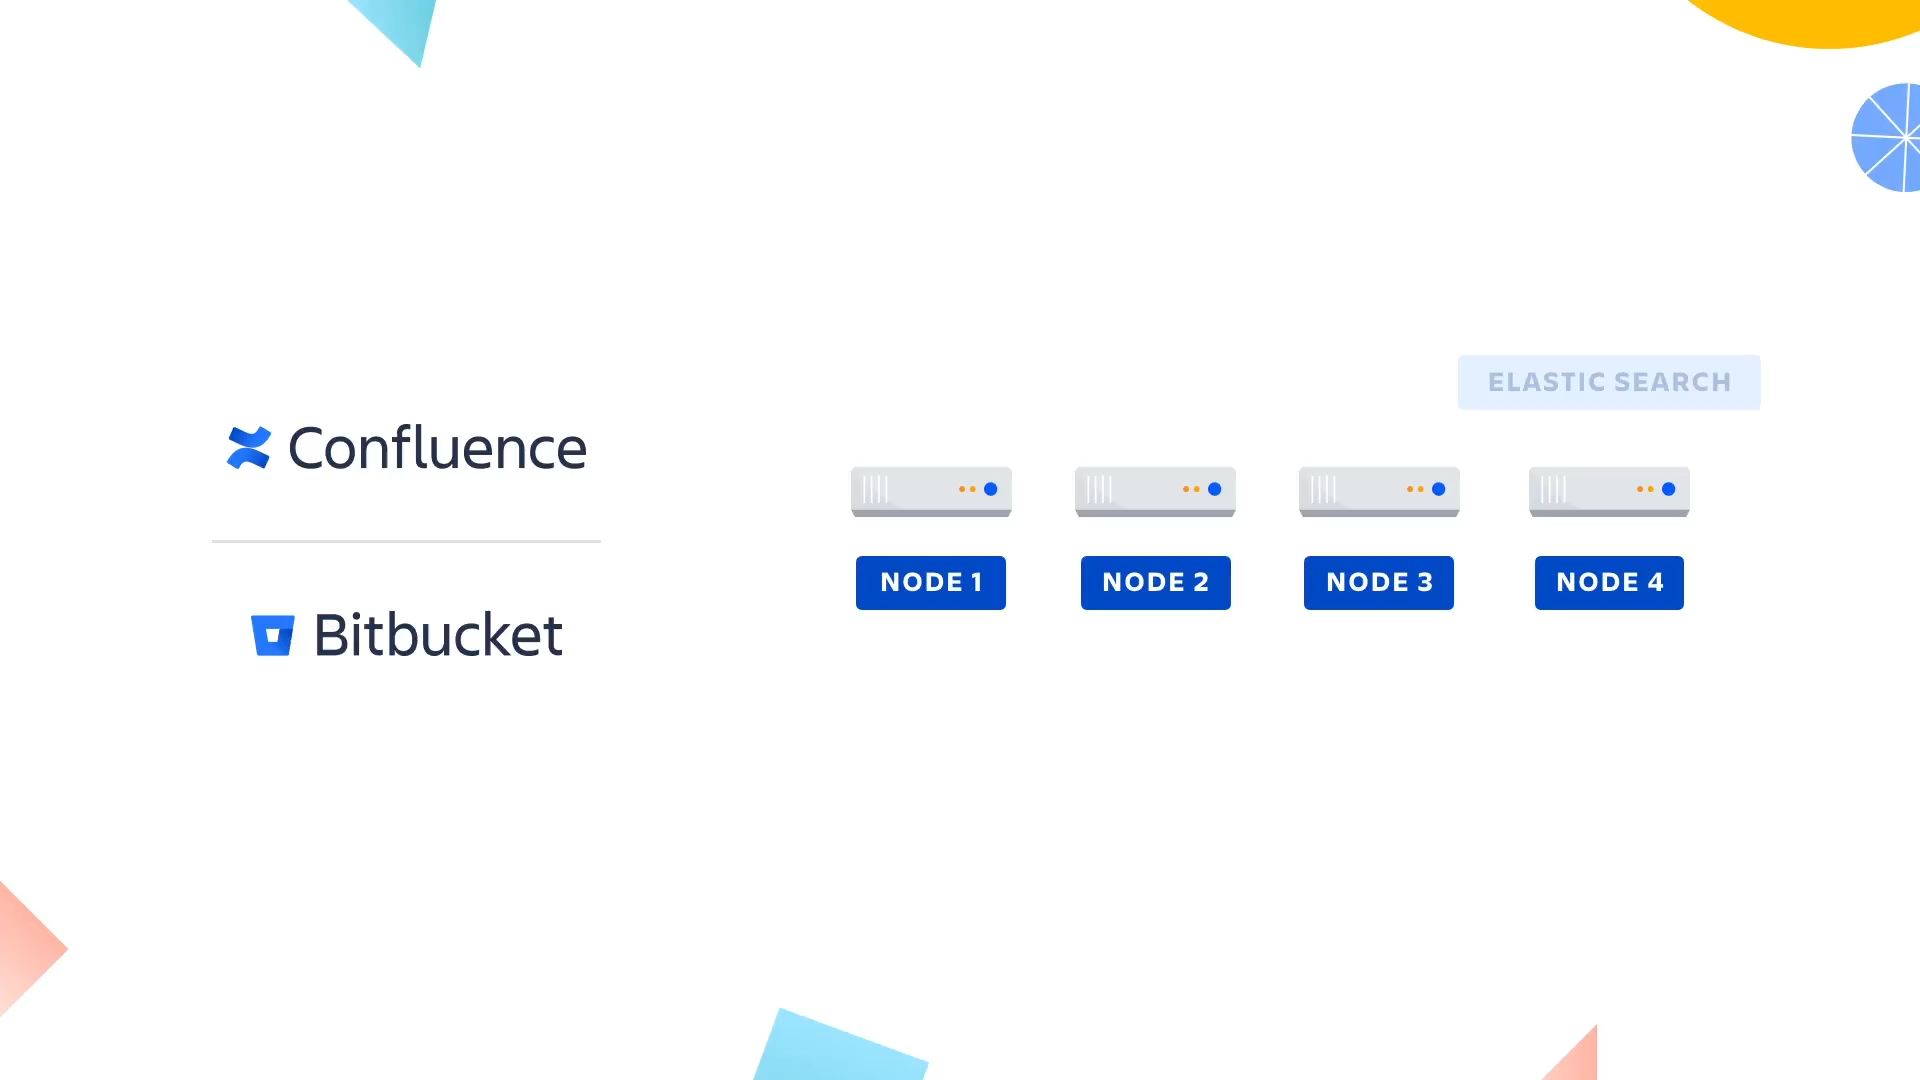 Confluence
Bitbucket
ELASTIC SEARCH
NODE 1
NODE 2
NODE 3
NODE 4